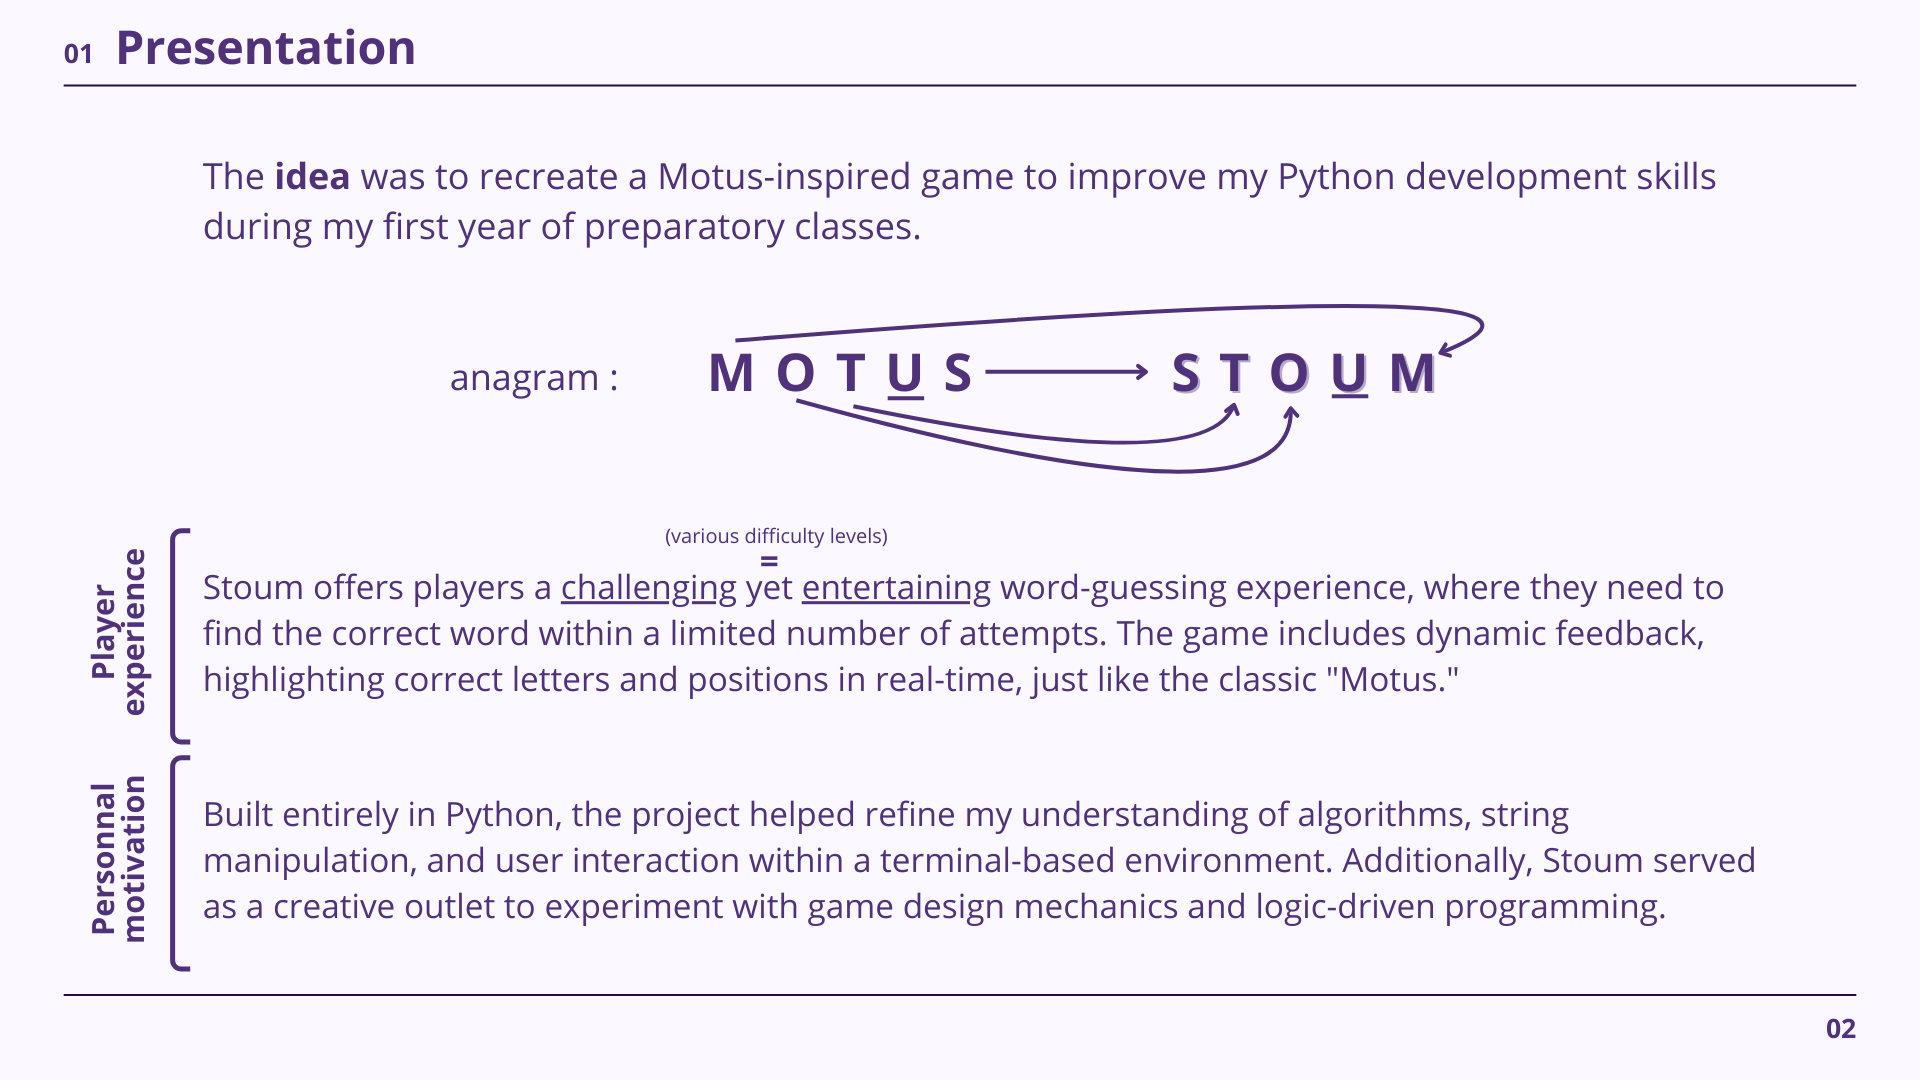 01 Presentation
The idea was to recreate a Motus-inspired game to improve my Python development skills
during my first year of preparatory classes.
anagram : M O T U S S T O U M
Player
experience
(various difficulty levels)
=
Stoum offers players a challenging yet entertaining word-guessing experience, where they need to
find the correct word within a limited number of attempts. The game includes dynamic feedback,
highlighting correct letters and positions in real-time, just like the classic "Motus."
Personnal
motivation
Built entirely in Python, the project helped refine my understanding of algorithms, string
manipulation, and user interaction within a terminal-based environment. Additionally, Stoum served
as a creative outlet to experiment with game design mechanics and logic-driven programming.
02